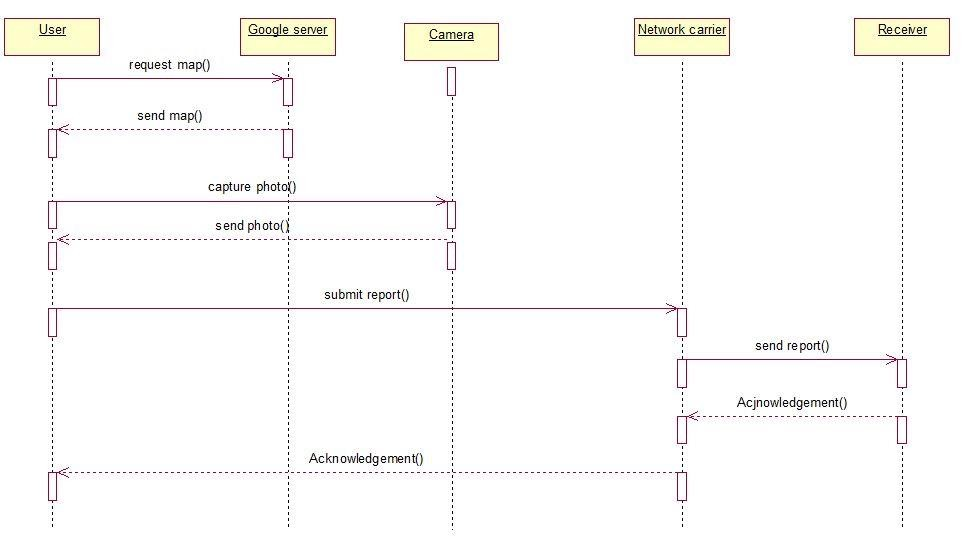 User
Google server
Camera
Network carrier
Receiver
request map()
send map()
capture photo()
send photo()
submit report()
send report()
Acjnowledgement()
Acknowledgement()